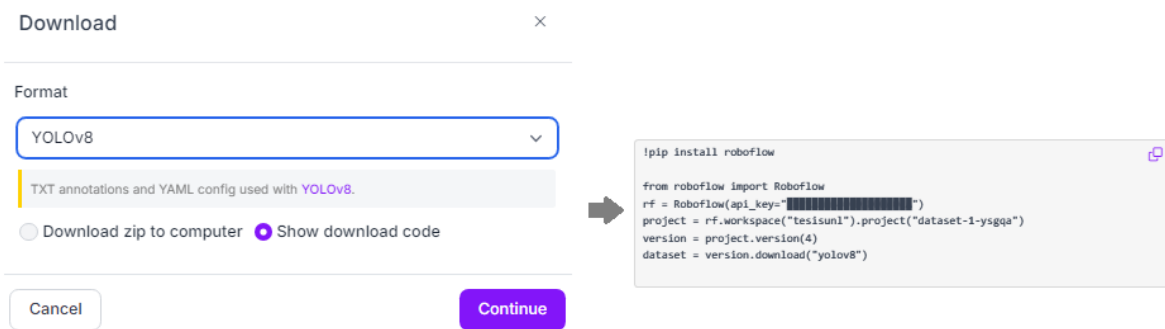 Download
Format
YOLOv8
TXT annotations and YAML config used with YOLOv8.
Download zip to computer Show download code
Cancel Continue
!pip install roboflow
from roboflow import Roboflow
rf = Roboflow(api_key="████████████████████")
project = rf.workspace("tesisunl").project("dataset-1-ysgqa")
version = project.version(4)
dataset = version.download("yolov8")